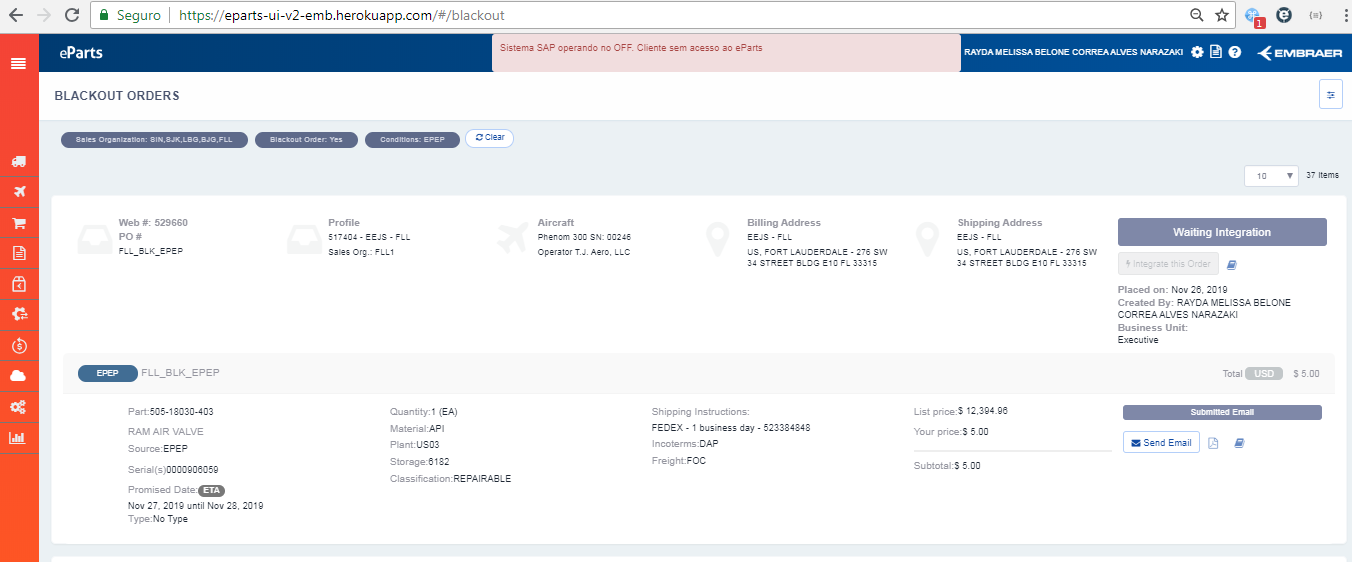 Seguro https://eparts-ui-v2-emb.herokuapp.com/#/blackout
1
eParts
Sistema SAP operando no OFF. Cliente sem acesso ao eParts
RAYDA MELISSA BELONE CORREA ALVES NARAZAKI
EMBRAER
BLACKOUT ORDERS
Sales Organization: SIN,SJK,LBG,BJG,FLL
Blackout Order: Yes
Conditions: EPEP
Clear
10
37 Items
Web #: 529660
PO #
FLL_BLK_EPEP
Profile
517404 - EEJS - FLL
Sales Org.: FLL1
Aircraft
Phenom 300 SN: 00246
Operator T.J. Aero, LLC
Billing Address
EEJS - FLL
US, FORT LAUDERDALE - 276 SW
34 STREET BLDG E10 FL 33315
Shipping Address
EEJS - FLL
US, FORT LAUDERDALE - 276 SW
34 STREET BLDG E10 FL 33315
Waiting Integration
Integrate this Order
Placed on: Nov 26, 2019
Created By: RAYDA MELISSA BELONE
CORREA ALVES NARAZAKI
Business Unit:
Executive
EPEP FLL_BLK_EPEP
Total USD $ 5.00
Part:505-18030-403
RAM AIR VALVE
Source:EPEP
Serial(s)0000906059
Promised Date:ETA
Nov 27, 2019 until Nov 28, 2019
Type:No Type
Quantity:1 (EA)
Material:API
Plant:US03
Storage:6182
Classification:REPAIRABLE
Shipping Instructions:
FEDEX - 1 business day - 523384848
Incoterms:DAP
Freight:FOC
List price:$ 12,394.96
Your price:$ 5.00
Subtotal:$ 5.00
Submitted Email
Send Email